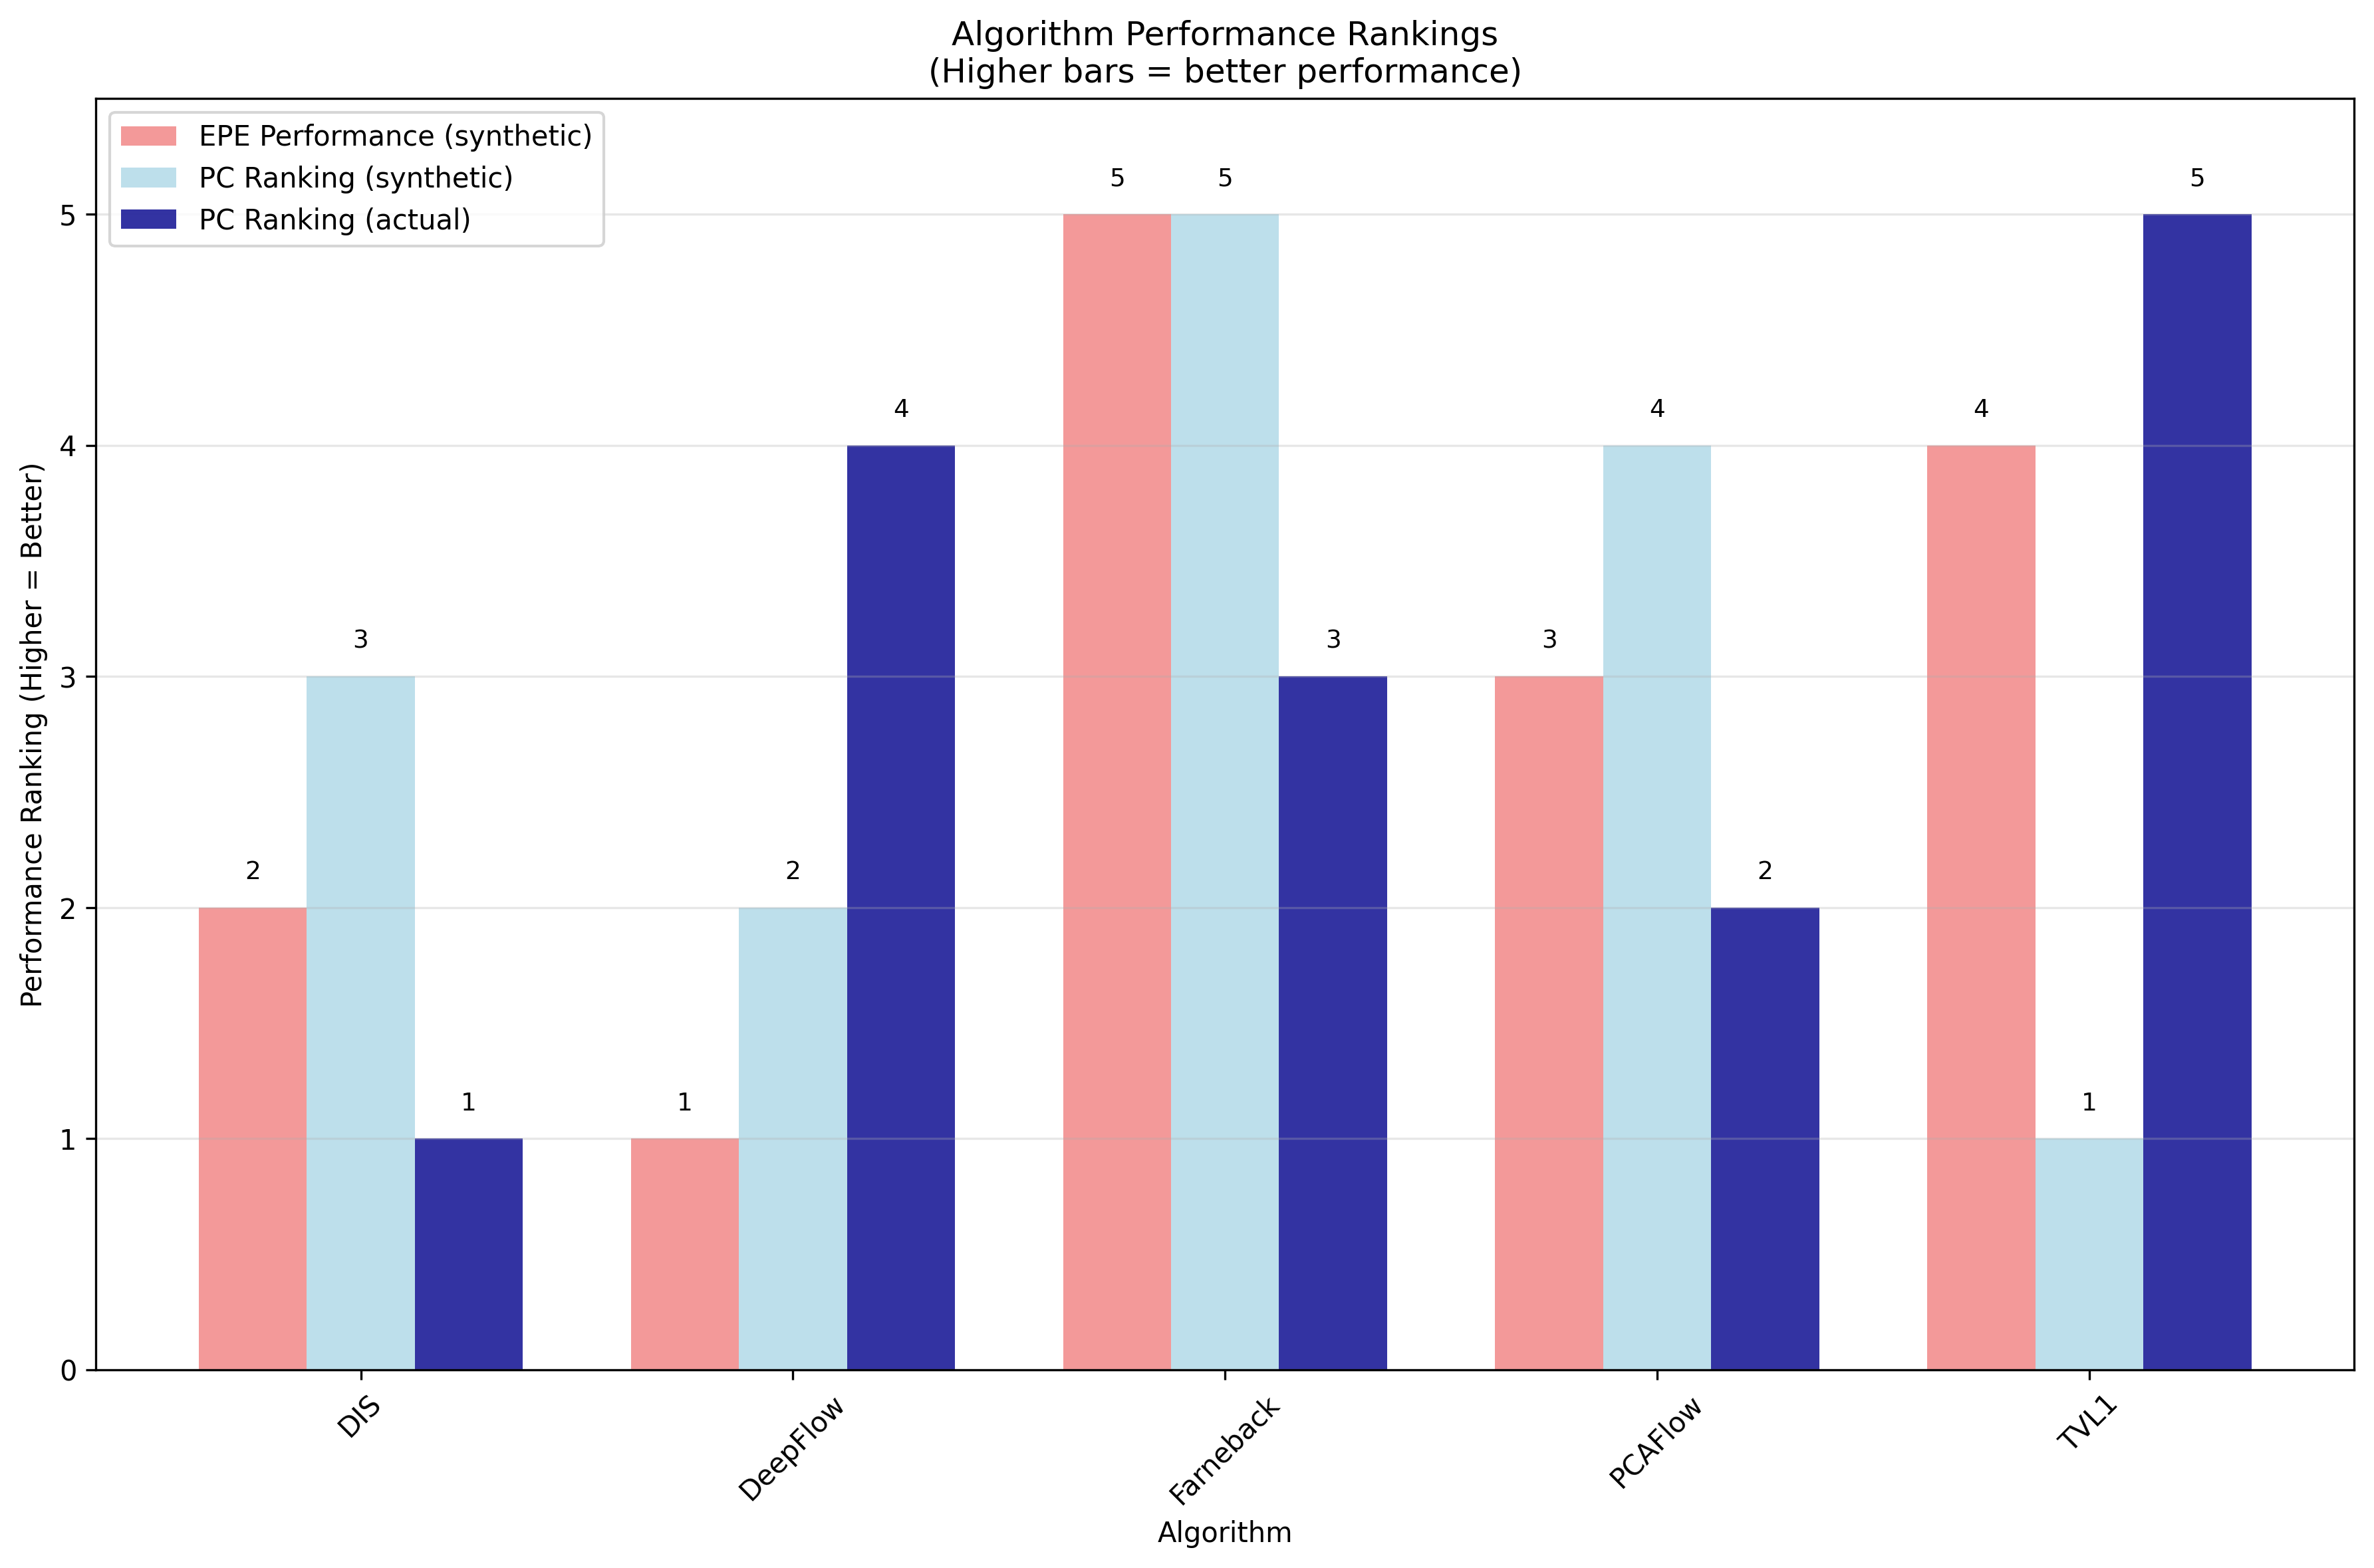 Algorithm Performance Rankings
(Higher bars = better performance)
EPE Performance (synthetic)
PC Ranking (synthetic)
PC Ranking (actual)
Performance Ranking (Higher = Better)
5
4
3
2
1
0
2
3
1
1
2
4
5
5
3
3
4
2
4
1
5
DIS
DeepFlow
Farneback
PCAFlow
TVL1
Algorithm